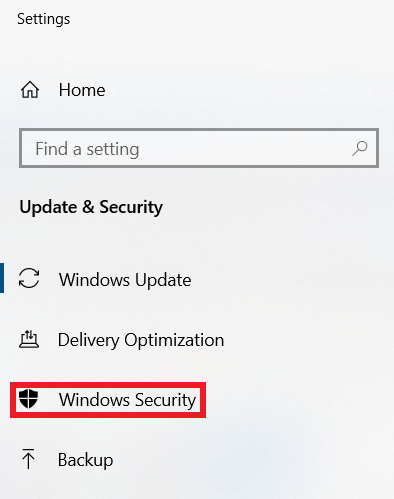 Settings
Home
Find a setting
Update & Security
Windows Update
Delivery Optimization
Windows Security
Backup